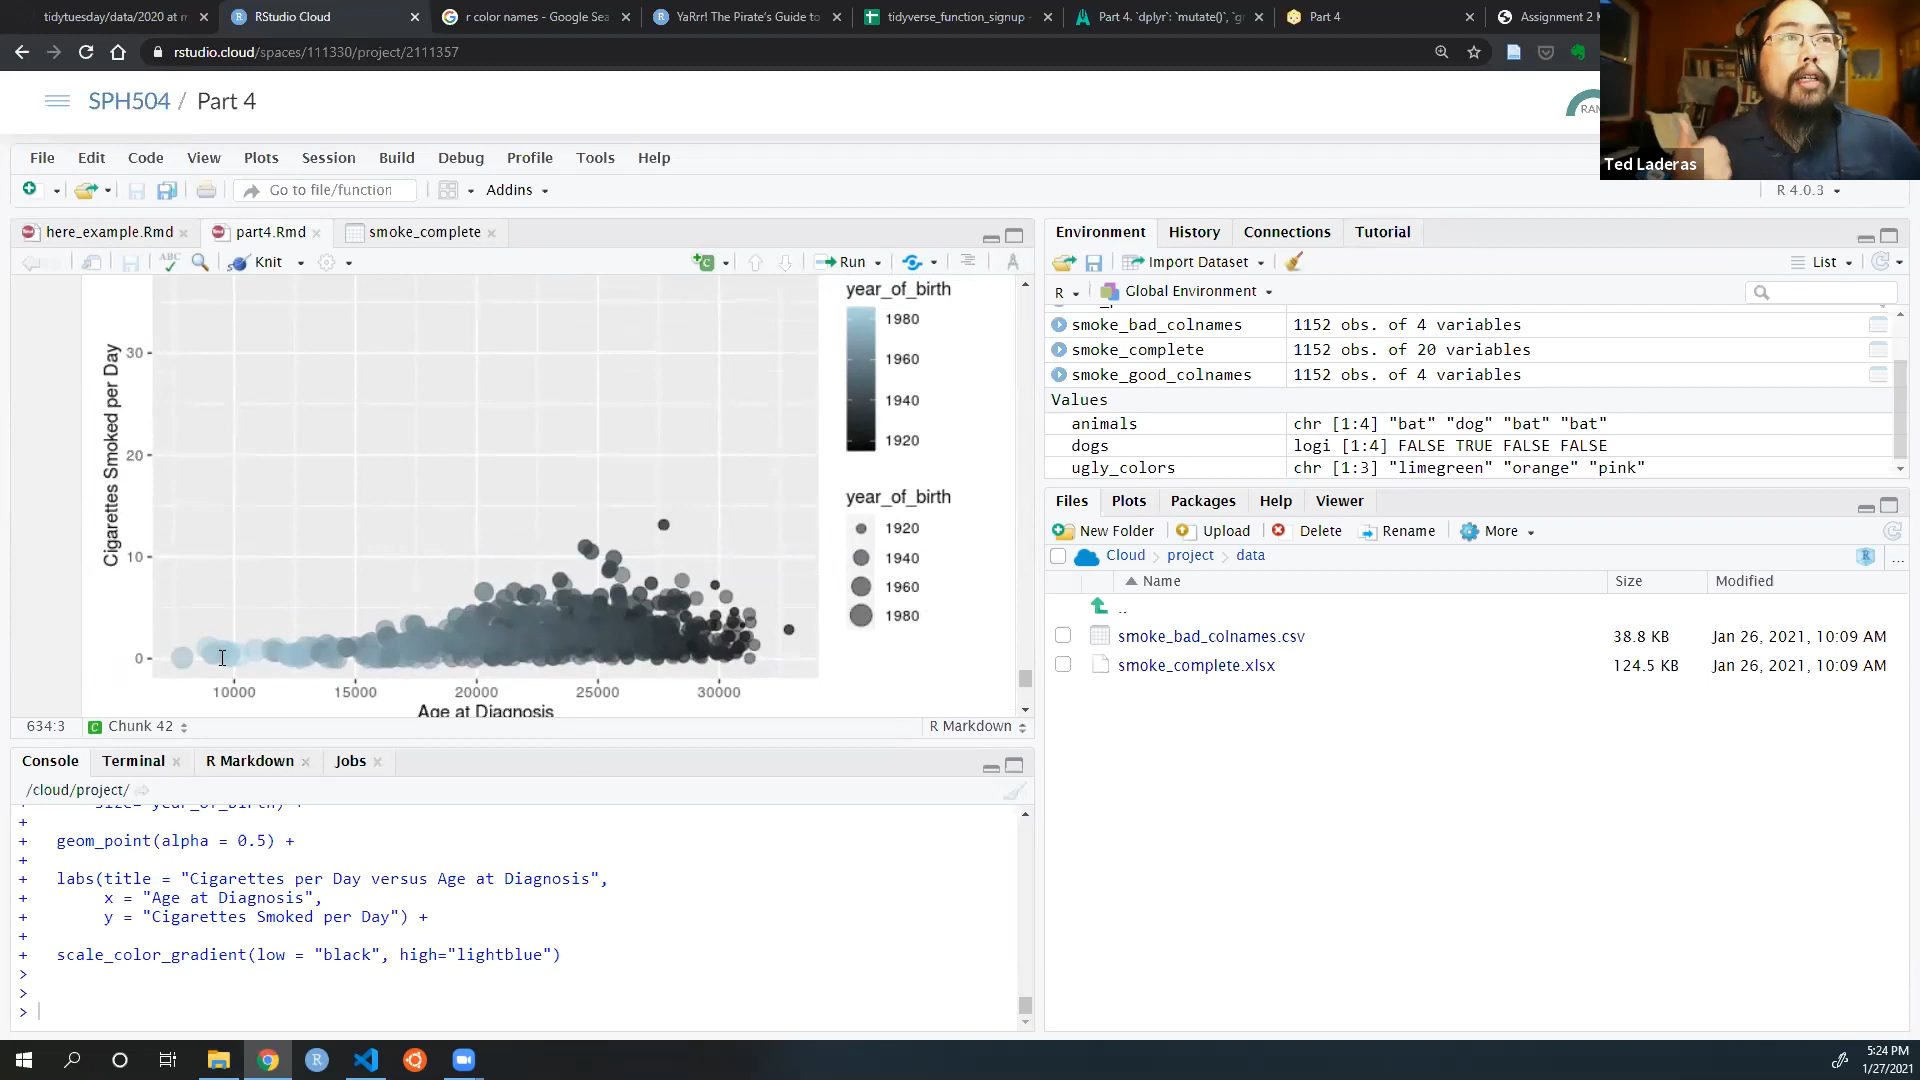 tidytuesday/data/2020 at m
RStudio Cloud
r color names - Google Sea
YaRrr! The Pirate's Guide to
tidyverse_function_signup -
Part 4. `dplyr`: `mutate()`, `g
Part 4
Assignment 2
rstudio.cloud/spaces/111330/project/2111357
SPH504 / Part 4
RAM
Ted Laderas
File Edit Code View Plots Session Build Debug Profile Tools Help
Go to file/function
Addins
R 4.0.3
here_example.Rmd
part4.Rmd
smoke_complete
ABC
Knit
Run
year_of_birth
1980
1960
1940
1920
year_of_birth
1920
1940
1960
1980
Cigarettes Smoked per Day
30
20
10
0
10000 15000 20000 25000 30000
Age at Diagnosis
634:3
Chunk 42
R Markdown
Console Terminal R Markdown Jobs
/cloud/project/
+ size= year_of_birth) +
+
+ geom_point(alpha = 0.5) +
+
+ labs(title = "Cigarettes per Day versus Age at Diagnosis",
+ x = "Age at Diagnosis",
+ y = "Cigarettes Smoked per Day") +
+
+ scale_color_gradient(low = "black", high="lightblue")
>
>
>
Environment History Connections Tutorial
Import Dataset
List
R
Global Environment
smoke_bad_colnames 1152 obs. of 4 variables
smoke_complete 1152 obs. of 20 variables
smoke_good_colnames 1152 obs. of 4 variables
Values
animals chr [1:4] "bat" "dog" "bat" "bat"
dogs logi [1:4] FALSE TRUE FALSE FALSE
ugly_colors chr [1:3] "limegreen" "orange" "pink"
Files Plots Packages Help Viewer
New Folder Upload Delete Rename More
Cloud project data
...
Name Size Modified
..
smoke_bad_colnames.csv 38.8 KB Jan 26, 2021, 10:09 AM
smoke_complete.xlsx 124.5 KB Jan 26, 2021, 10:09 AM
5:24 PM
1/27/2021